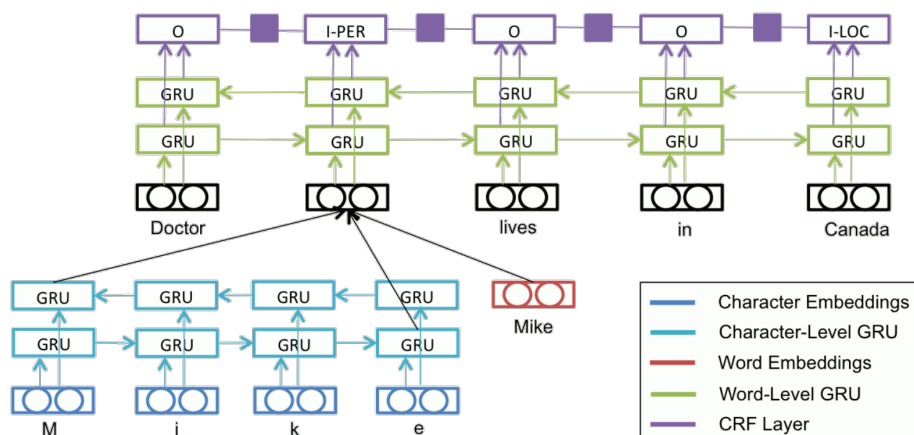 O I-PER O O I-LOC
GRU GRU GRU GRU GRU
GRU GRU GRU GRU GRU
Doctor lives in Canada
GRU GRU GRU GRU
GRU GRU GRU GRU
Mike
M i k e
Character Embeddings
Character-Level GRU
Word Embeddings
Word-Level GRU
CRF Layer